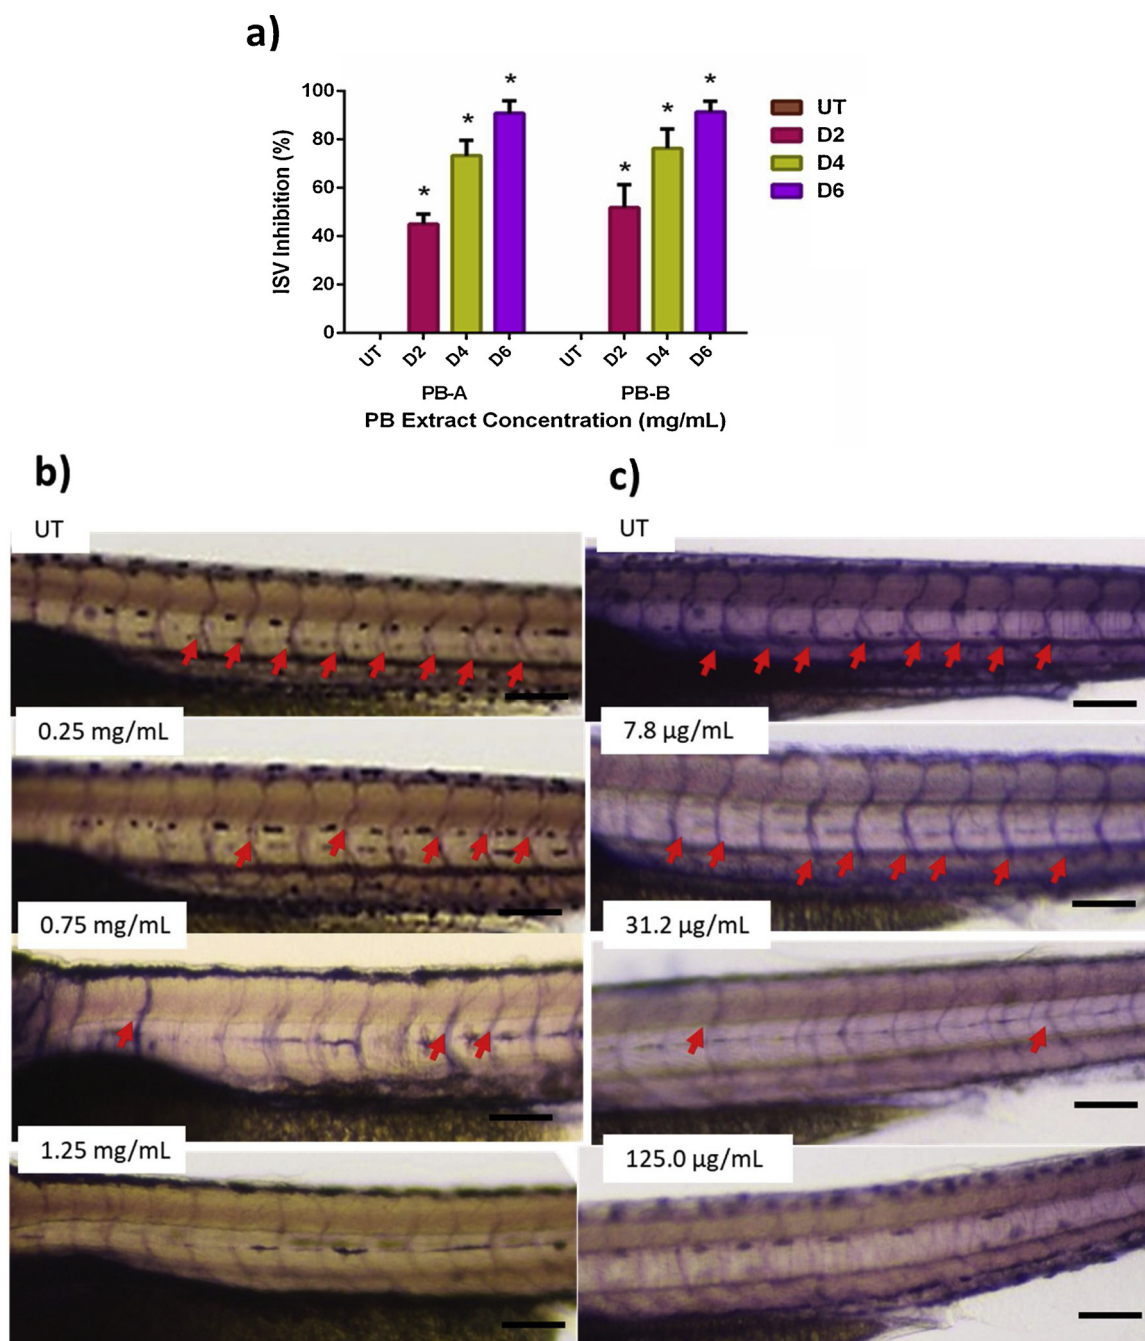 a)
*
*
*
*
*
*
100
80
60
40
20
0
ISV Inhibition (%)
UT
D2
D4
D6
UT
D2
D4
D6
PB-A
PB-B
PB Extract Concentration (mg/mL)
UT
D2
D4
D6
b)
UT
0.25 mg/mL
0.75 mg/mL
1.25 mg/mL
c)
UT
7.8 µg/mL
31.2 µg/mL
125.0 µg/mL